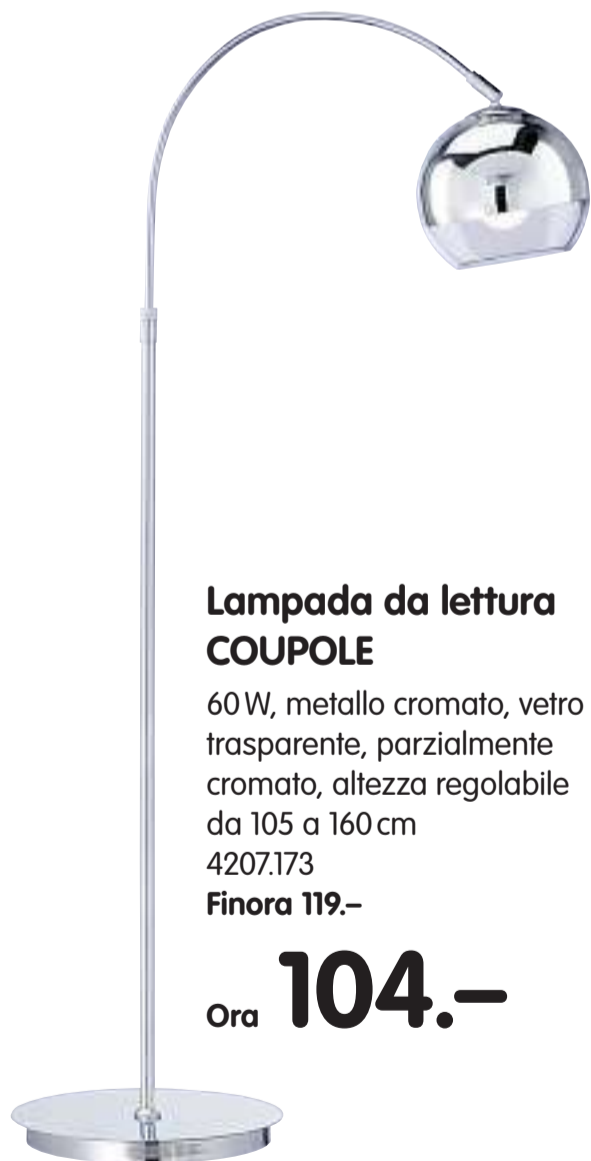 Lampada da lettura
COUPOLE
60 W, metallo cromato, vetro
trasparente, parzialmente
cromato, altezza regolabile
da 105 a 160 cm
4207.173
Finora 119.–
Ora 104.–